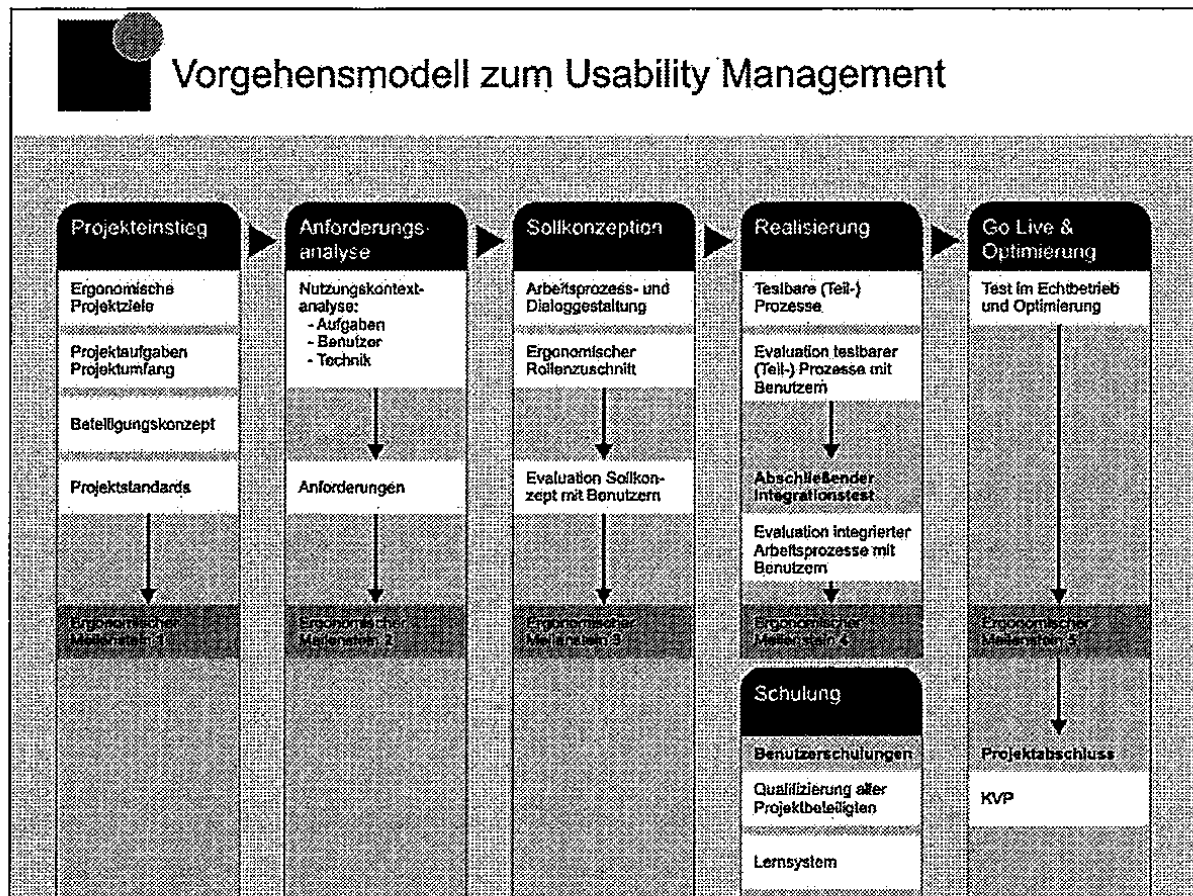 Vorgehensmodell zum Usability Management
Projekteinstieg
Ergonomische
Projektziele
Projektaufgaben
Projektumfang
Beteiligungskonzept
Projektstandards
Ergonomischer
Meilenstein 1
Anforderungs-
analyse
Nutzungskontext-
analyse:
- Aufgaben
- Benutzer
- Technik
Anforderungen
Ergonomischer
Meilenstein 2
Sollkonzeption
Arbeitsprozess- und
Dialoggestaltung
Ergonomischer
Rollenzuschnitt
Evaluation Sollkon-
zept mit Benutzern
Ergonomischer
Meilenstein 3
Realisierung
Testbare (Teil-)
Prozesse
Evaluation testbarer
(Teil-) Prozesse mit
Benutzern
Abschließender
Integrationstest
Evaluation integrierter
Arbeitsprozesse mit
Benutzern
Ergonomischer
Meilenstein 4
Schulung
Benutzerschulungen
Qualifizierung aller
Projektbeteiligten
Lernsystem
Go Live &
Optimierung
Test im Echtbetrieb
und Optimierung
Ergonomischer
Meilenstein 5
Projektabschluss
KVP